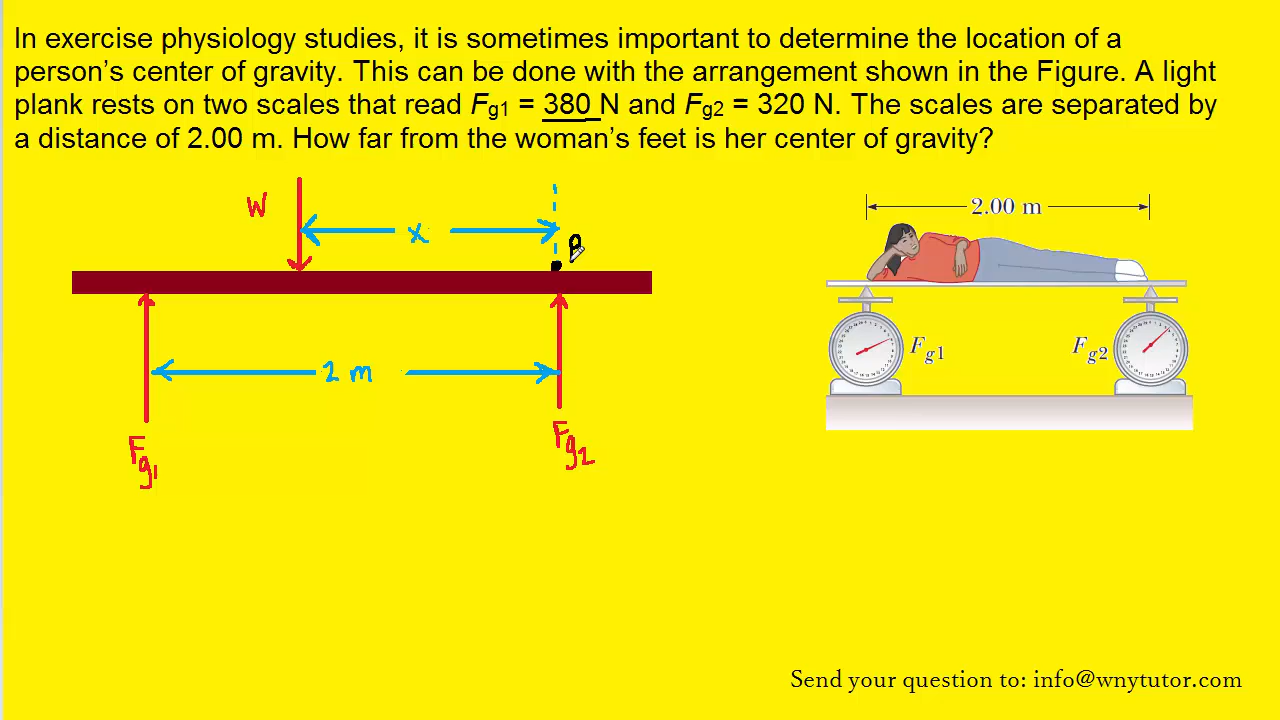 In exercise physiology studies, it is sometimes important to determine the location of a
person's center of gravity. This can be done with the arrangement shown in the Figure. A light
plank rests on two scales that read Fg1 = 380 N and Fg2 = 320 N. The scales are separated by
a distance of 2.00 m. How far from the woman's feet is her center of gravity?
W
x
P
2 m
Fg1
Fg2
2.00 m
Fg1
Fg2
Send your question to: info@wnytutor.com